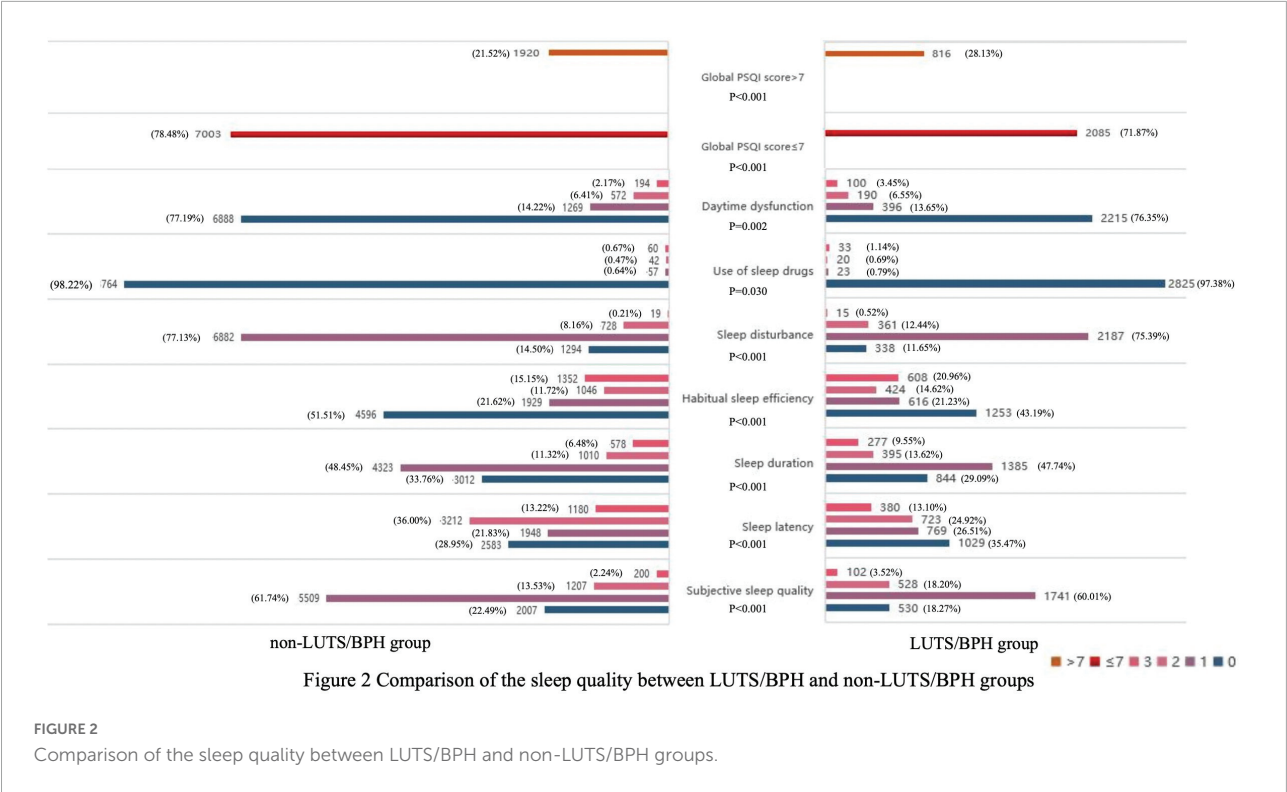 (21.52%) 1920
Global PSQI score>7
P<0.001
816 (28.13%)
(78.48%) 7003
Global PSQI score≤7
P<0.001
2085 (71.87%)
(2.17%) 194
(6.41%) 572
(14.22%) 1269
(77.19%) 6888
Daytime dysfunction
P=0.002
100 (3.45%)
190 (6.55%)
396 (13.65%)
2215 (76.35%)
(0.67%) 60
(0.47%) 42
(0.64%) 57
(98.22%) 764
Use of sleep drugs
P=0.030
33 (1.14%)
20 (0.69%)
23 (0.79%)
2825 (97.38%)
(0.21%) 19
(8.16%) 728
(77.13%) 6882
(14.50%) 1294
Sleep disturbance
P<0.001
15 (0.52%)
361 (12.44%)
2187 (75.39%)
338 (11.65%)
(15.15%) 1352
(11.72%) 1046
(21.62%) 1929
(51.51%) 4596
Habitual sleep efficiency
P<0.001
608 (20.96%)
424 (14.62%)
616 (21.23%)
1253 (43.19%)
(6.48%) 578
(11.32%) 1010
(48.45%) 4323
(33.76%) 3012
Sleep duration
P<0.001
277 (9.55%)
395 (13.62%)
1385 (47.74%)
844 (29.09%)
(13.22%) 1180
(36.00%) 3212
(21.83%) 1948
(28.95%) 2583
Sleep latency
P<0.001
380 (13.10%)
723 (24.92%)
769 (26.51%)
1029 (35.47%)
(2.24%) 200
(13.53%) 1207
(61.74%) 5509
(22.49%) 2007
Subjective sleep quality
P<0.001
102 (3.52%)
528 (18.20%)
1741 (60.01%)
530 (18.27%)
non-LUTS/BPH group
LUTS/BPH group
>7 ≤7 3 2 1 0
Figure 2 Comparison of the sleep quality between LUTS/BPH and non-LUTS/BPH groups
FIGURE 2
Comparison of the sleep quality between LUTS/BPH and non-LUTS/BPH groups.